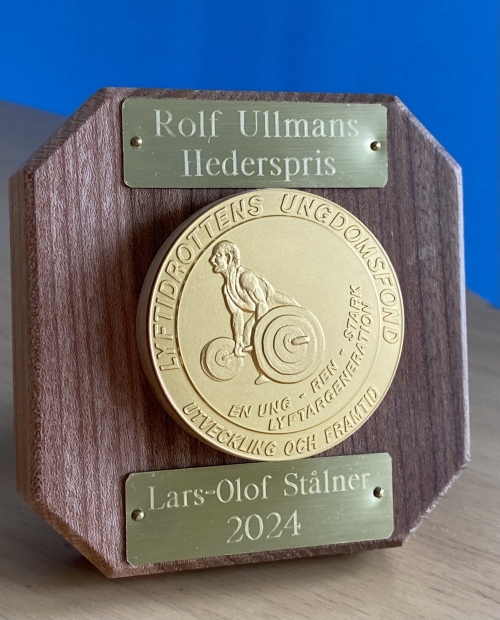 Rolf Ullmans
Hederspris
LYFTIDROTTENS UNGDOMSFOND
EN UNG - REN - STARK
LYFTARGENERATION
UTVECKLING OCH FRAMTID
Lars-Olof Stålner
2024